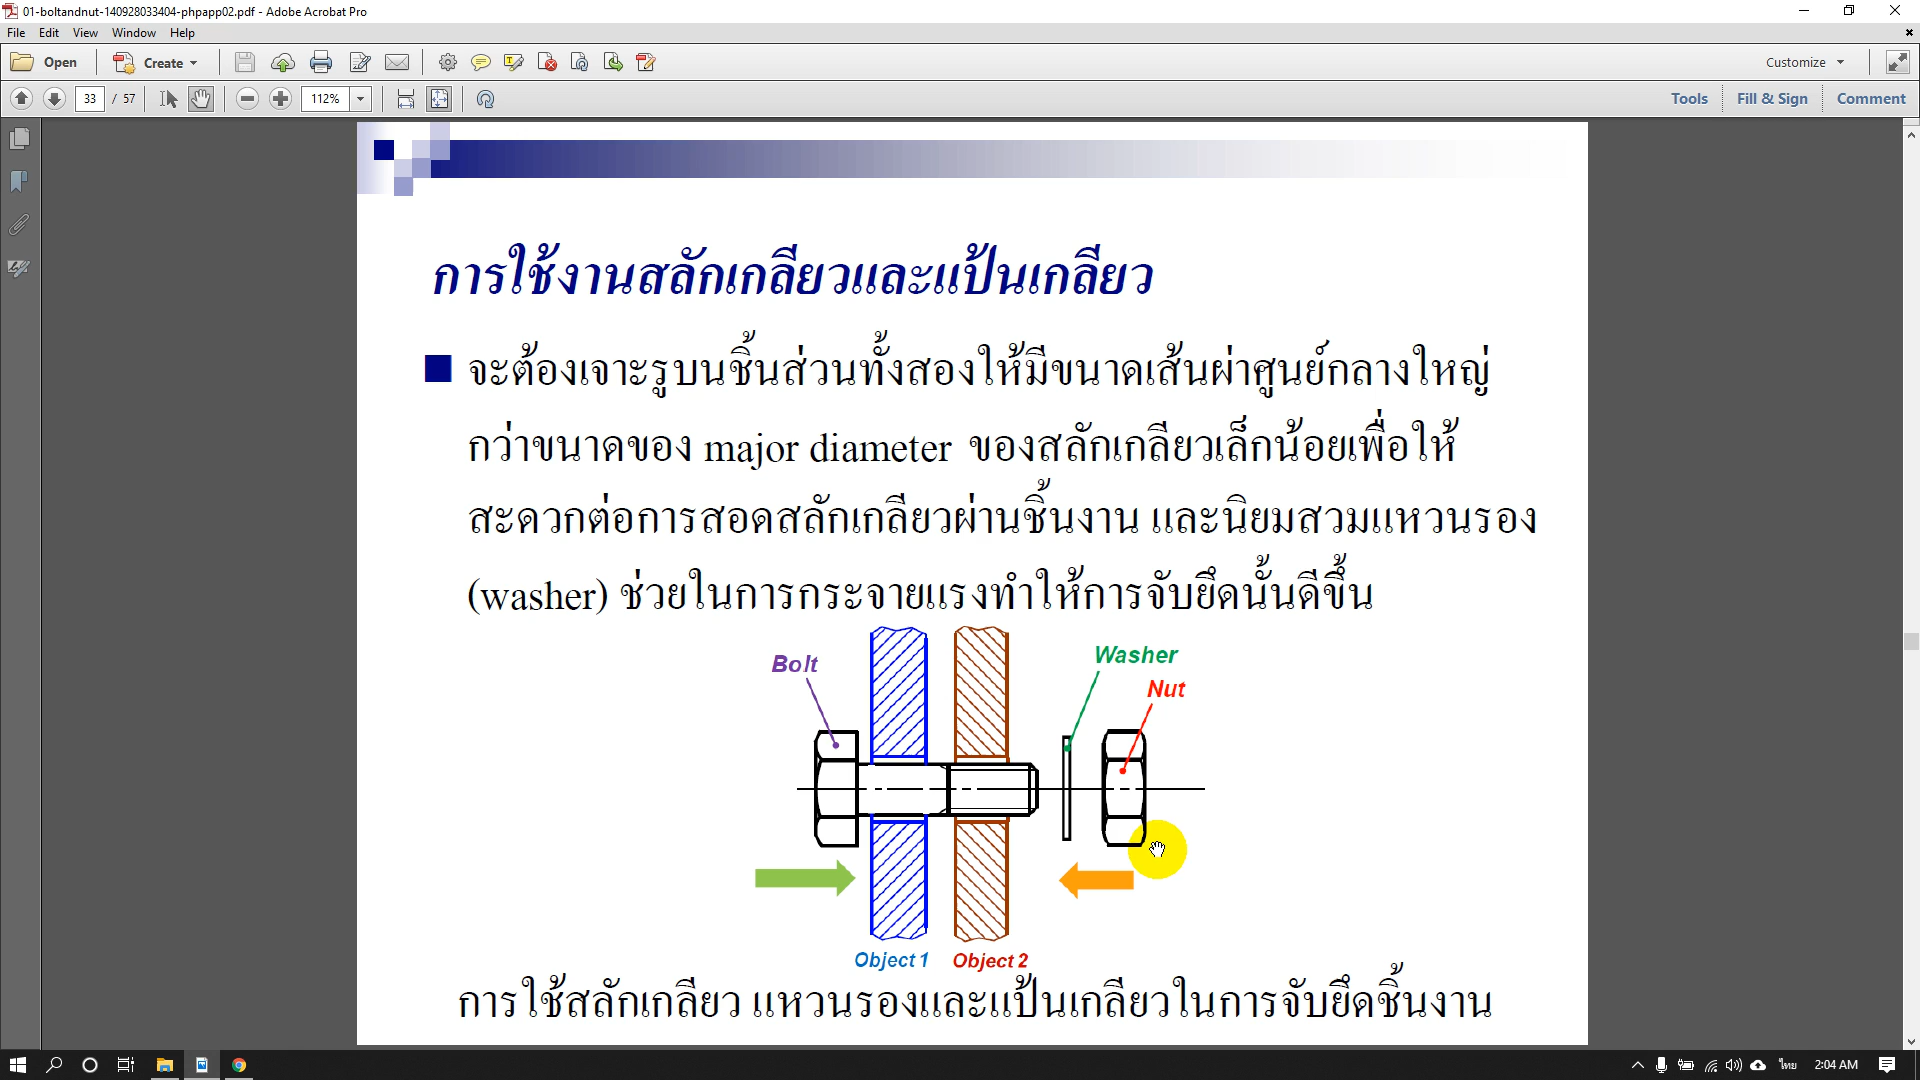 01-boltandnut-140928033404-phpapp02.pdf - Adobe Acrobat Pro
File Edit View Window Help
Open Create Customize
33 / 57 112% Tools Fill & Sign Comment
การใช้งานสลักเกลียวและแป้นเกลียว
จะต้องเจาะรูบนชิ้นส่วนทั้งสองให้มีขนาดเส้นผ่าศูนย์กลางใหญ่
กว่าขนาดของ major diameter ของสลักเกลียวเล็กน้อยเพื่อให้
สะดวกต่อการสอดสลักเกลียวผ่านชิ้นงาน และนิยมสวมแหวนรอง
(washer) ช่วยในการกระจายแรงทำให้การจับยึดนั้นดีขึ้น
Bolt
Washer
Nut
Object 1 Object 2
การใช้สลักเกลียว แหวนรองและแป้นเกลียวในการจับยึดชิ้นงาน
ไทย 2:04 AM